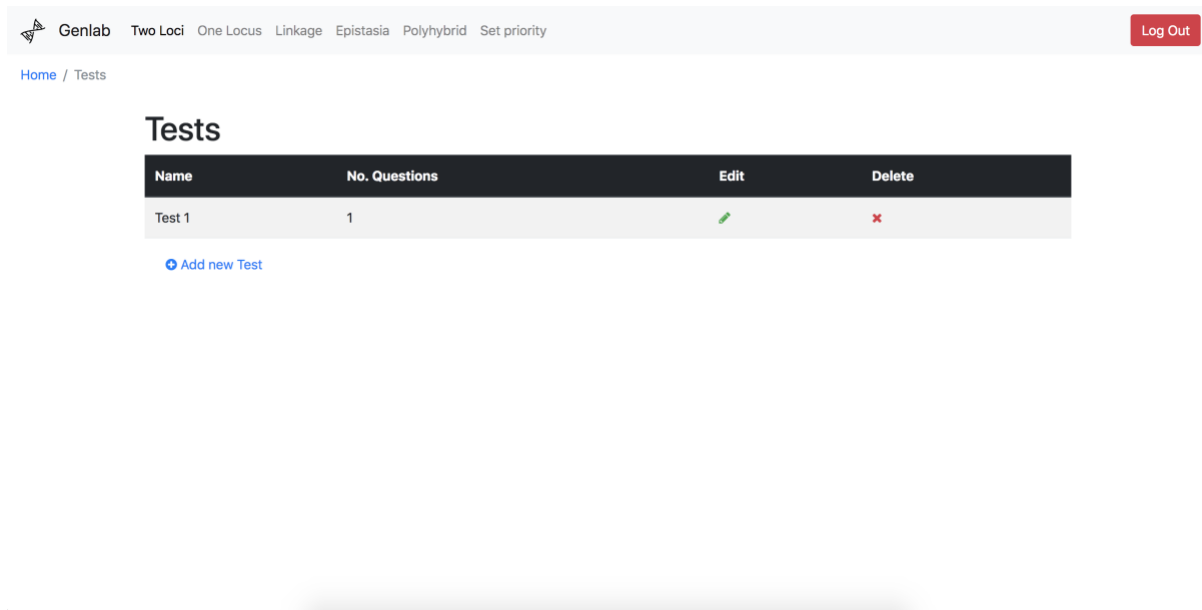 Genlab Two Loci One Locus Linkage Epistasia Polyhybrid Set priority Log Out
Home / Tests
Tests
Name No. Questions Edit Delete
Test 1 1
Add new Test